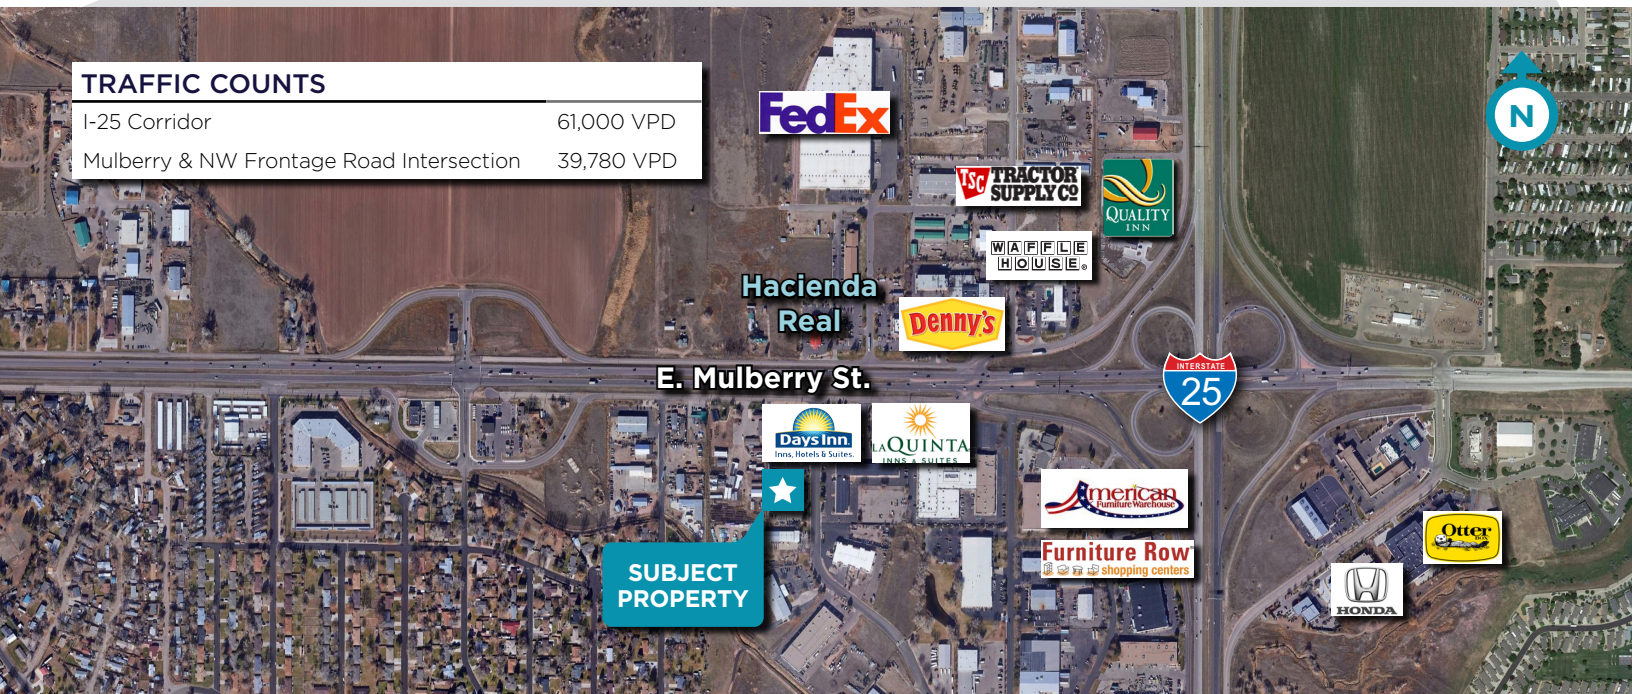 TRAFFIC COUNTS
I-25 Corridor 61,000 VPD
Mulberry & NW Frontage Road Intersection 39,780 VPD
FedEx
N
TSC TRACTOR
SUPPLY CO
QUALITY
INN
WAFFLE
HOUSE®
Hacienda
Real
Denny's
E. Mulberry St.
INTERSTATE
25
Days Inn
Inns, Hotels & Suites.
LAQUINTA
INNS & SUITES
American
Furniture Warehouse
Furniture Row
shopping centers
Otter
BOX
HONDA
SUBJECT
PROPERTY